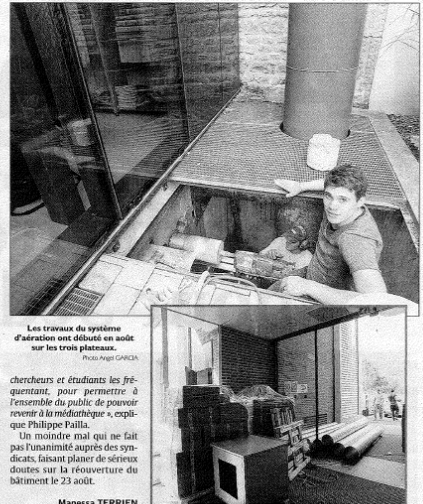 Les travaux du système
d'aération ont débuté en août
sur les trois plateaux.
Photo Angel GARCIA
chercheurs et étudiants les fré-
quentant, pour permettre à
l'ensemble du public de pouvoir
revenir à la médiathèque », expli-
que Philippe Pailla.
Un moindre mal qui ne fait
pas l'unanimité auprès des syn-
dicats, faisant planer de sérieux
doutes sur la réouverture du
bâtiment le 23 août.
Manessa TERRIEN